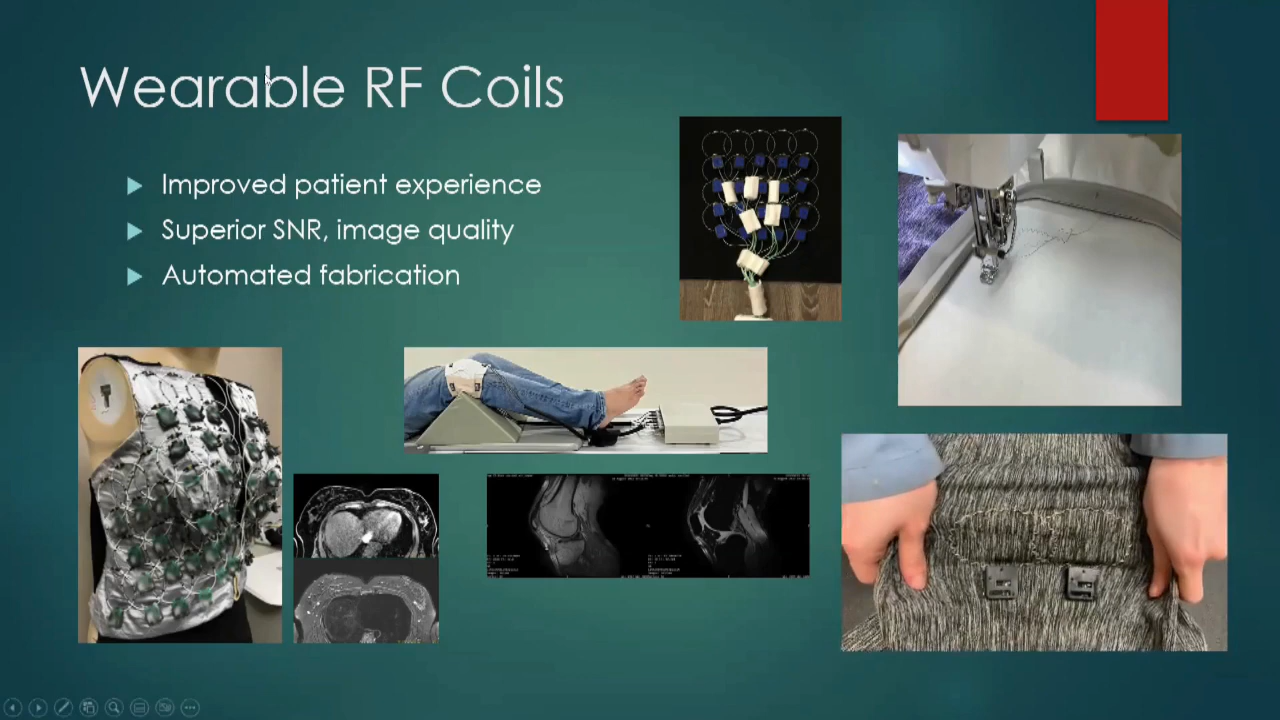 Wearable RF Coils
Improved patient experience
Superior SNR, image quality
Automated fabrication